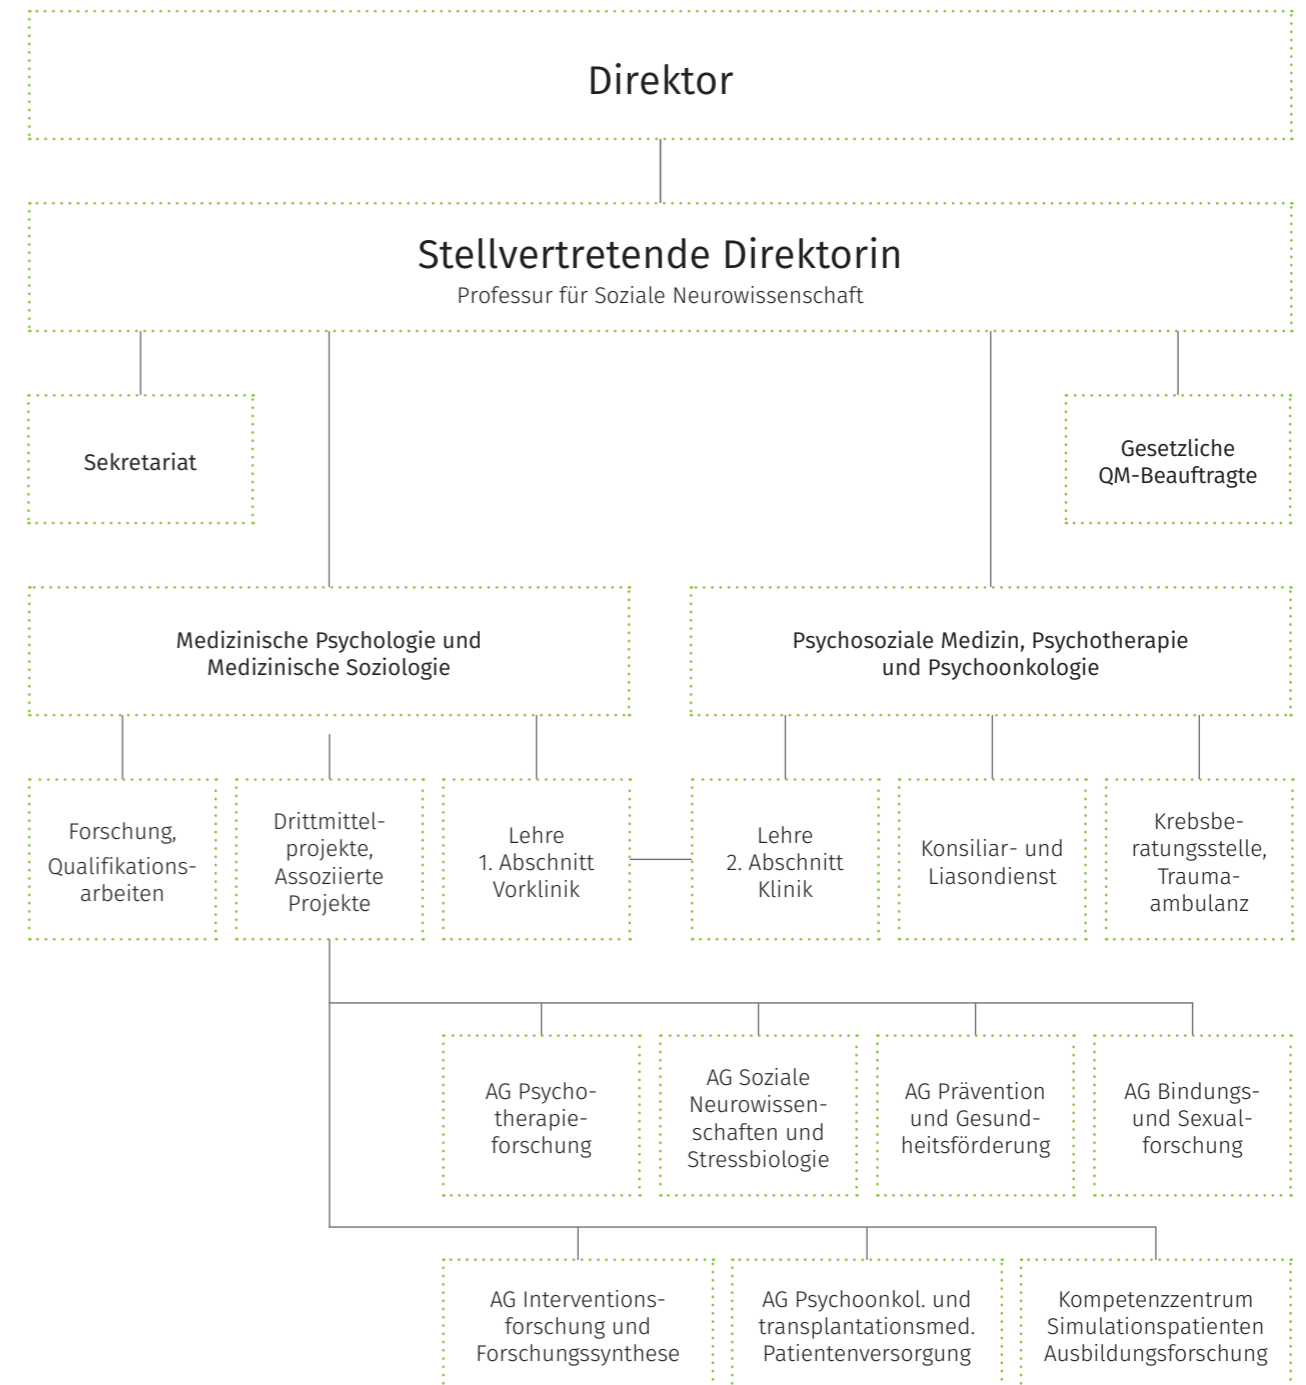 Direktor
Stellvertretende Direktorin
Professur für Soziale Neurowissenschaft
Sekretariat
Gesetzliche
QM-Beauftragte
Medizinische Psychologie und
Medizinische Soziologie
Psychosoziale Medizin, Psychotherapie
und Psychoonkologie
Forschung,
Qualifikations-
arbeiten
Drittmittel-
projekte,
Assoziierte
Projekte
Lehre
1. Abschnitt
Vorklinik
Lehre
2. Abschnitt
Klinik
Konsiliar- und
Liasondienst
Krebsbe-
ratungsstelle,
Trauma-
ambulanz
AG Psycho-
therapie-
forschung
AG Soziale
Neurowissen-
schaften und
Stressbiologie
AG Prävention
und Gesund-
heitsförderung
AG Bindungs-
und Sexual-
forschung
AG Interventions-
forschung und
Forschungssynthese
AG Psychoonkol. und
transplantationsmed.
Patientenversorgung
Kompetenzzentrum
Simulationspatienten
Ausbildungsforschung